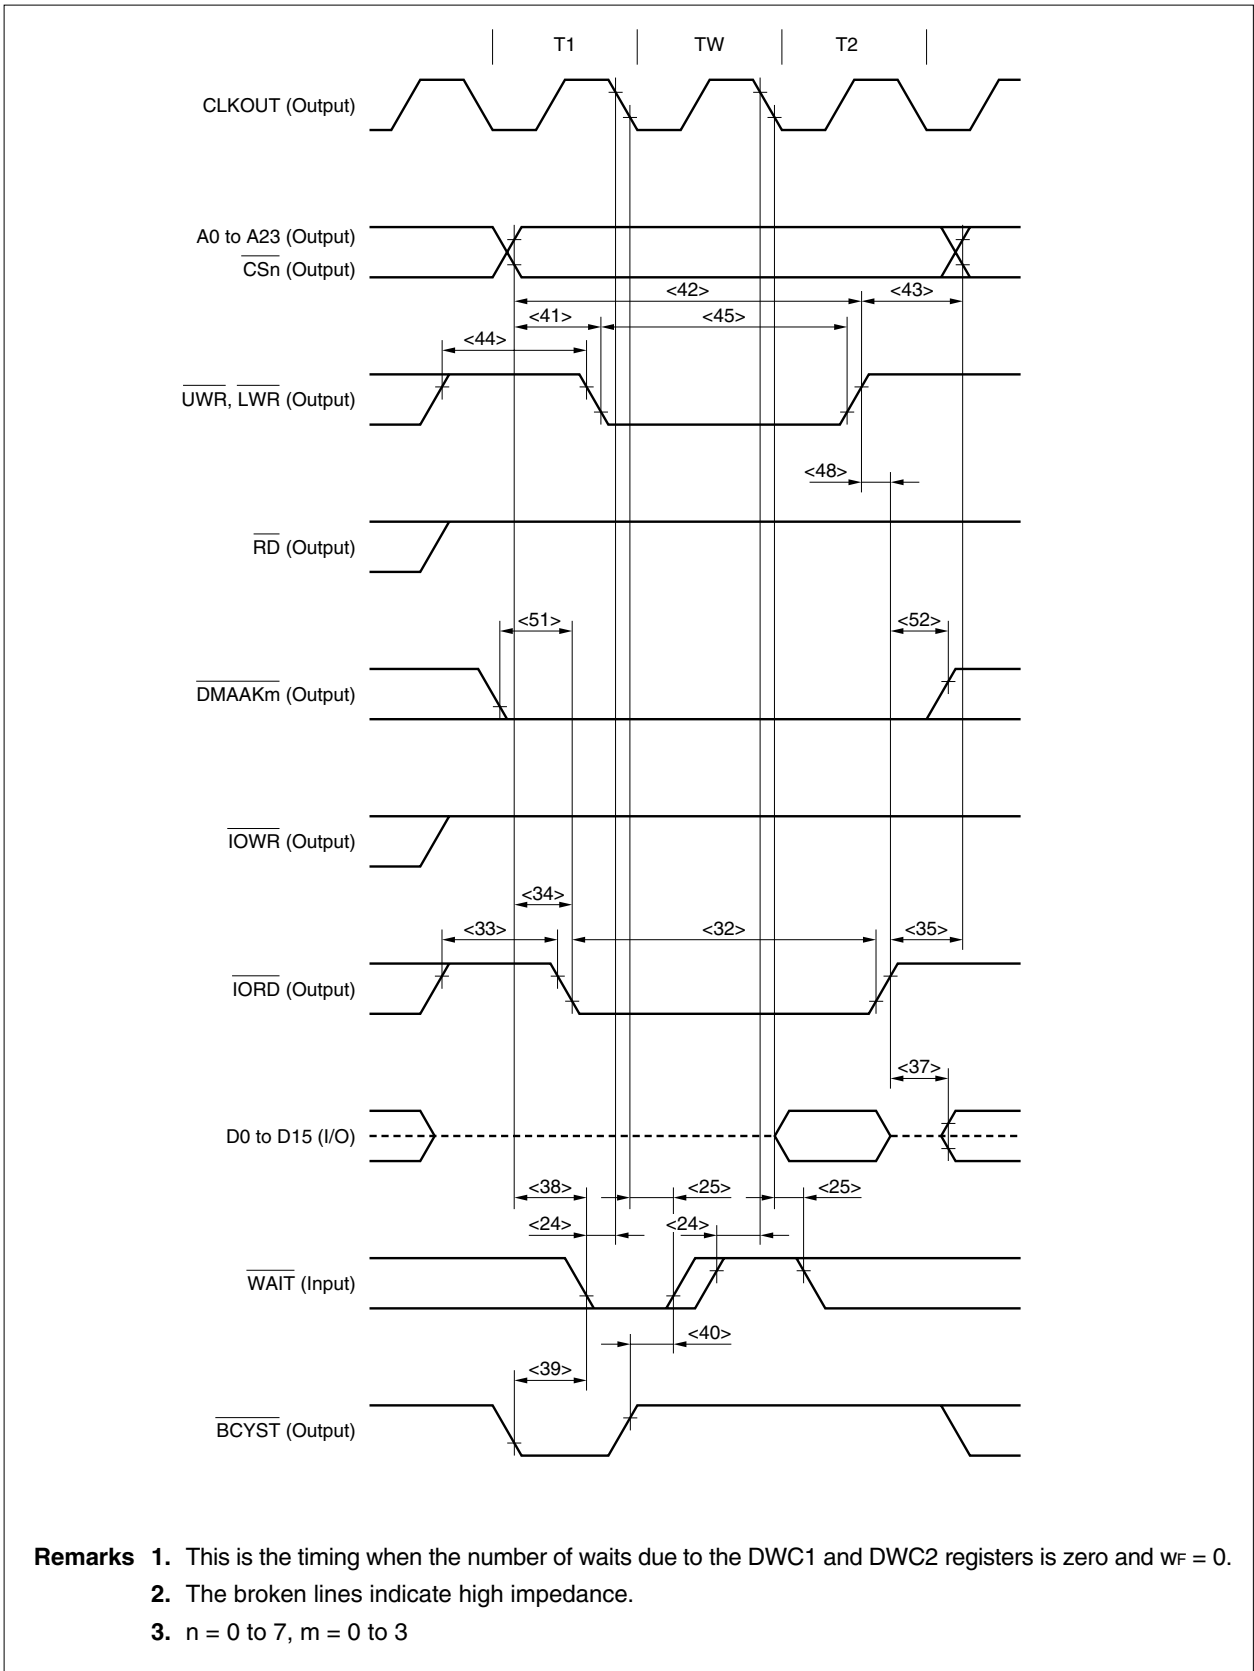 T1 TW T2
CLKOUT (Output)
A0 to A23 (Output)
CSn (Output)
<42> <43>
<41> <45>
<44>
UWR, LWR (Output)
<48>
RD (Output)
<51> <52>
DMAAKm (Output)
IOWR (Output)
<34>
<33> <32> <35>
IORD (Output)
<37>
D0 to D15 (I/O)
<38> <25> <25>
<24> <24>
WAIT (Input)
<40>
<39>
BCYST (Output)
Remarks 1. This is the timing when the number of waits due to the DWC1 and DWC2 registers is zero and wF = 0.
2. The broken lines indicate high impedance.
3. n = 0 to 7, m = 0 to 3